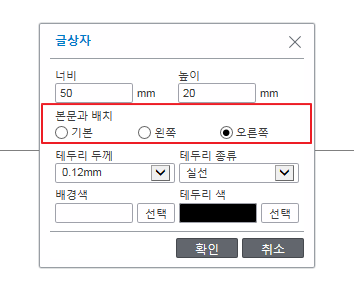 글상자
너비 높이
50 mm 20 mm
본문과 배치
기본 왼쪽 오른쪽
테두리 두께 테두리 종류
0.12mm 실선
배경색 테두리 색
선택 선택
확인 취소